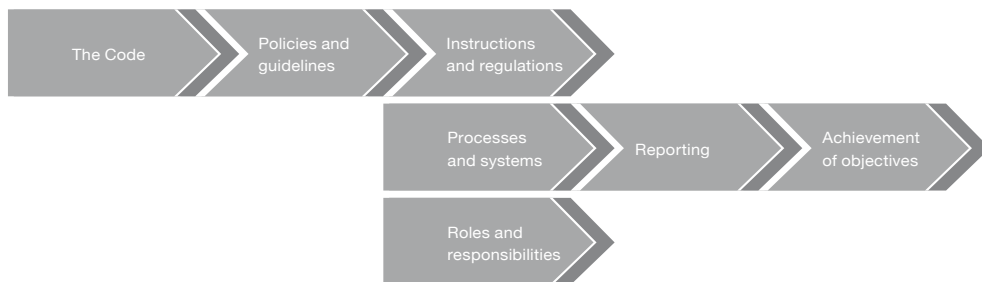 The Code
Policies and
guidelines
Instructions
and regulations
Processes
and systems
Reporting
Achievement
of objectives
Roles and
responsibilities